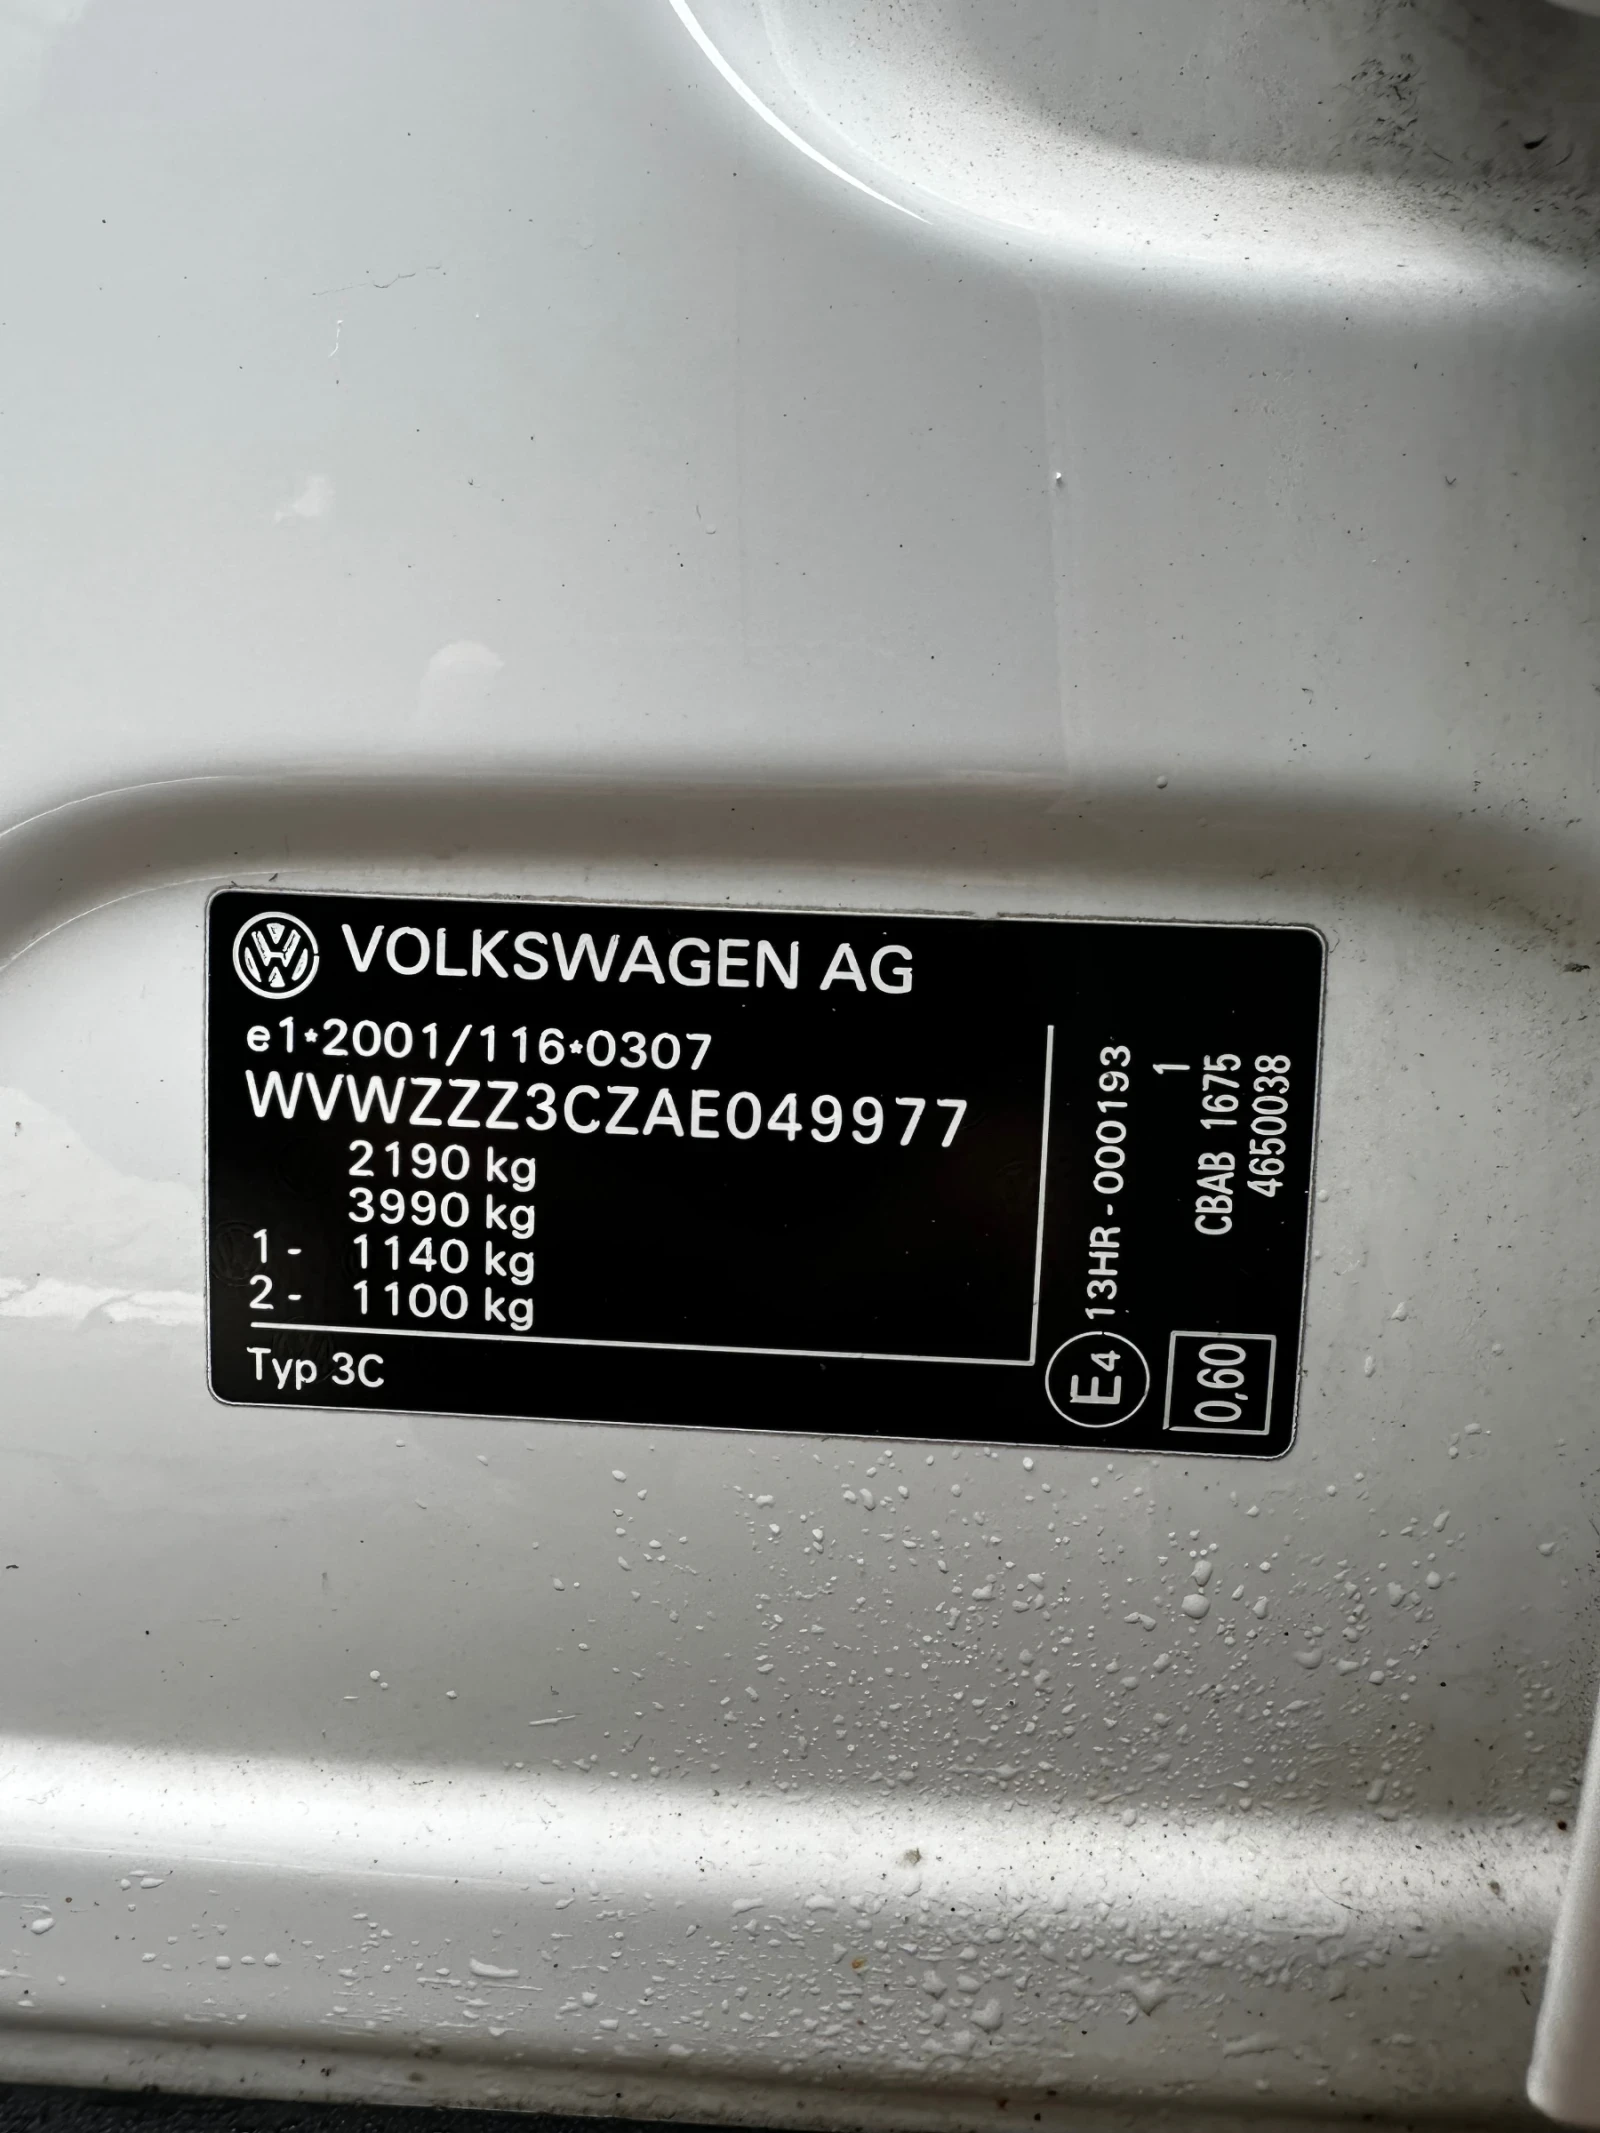 VOLKSWAGEN AG
e1*2001/116*0307
WVWZZZ3CZAE049977
2190 kg
3990 kg
1- 1140 kg
2- 1100 kg
Typ 3C
E4 13HR-000193
1
CBAB 1675
4650038
0,60